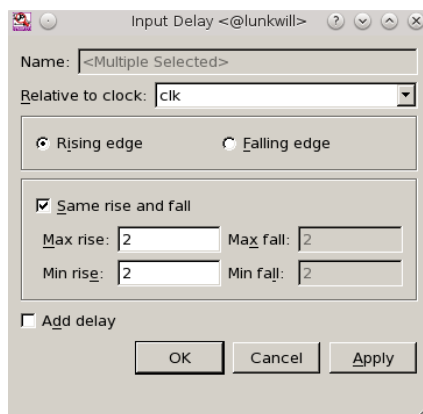 Input Delay <@lunkwill>
Name: <Multiple Selected>
Relative to clock: clk
Rising edge Falling edge
Same rise and fall
Max rise: 2 Max fall: 2
Min rise: 2 Min fall: 2
Add delay
OK Cancel Apply